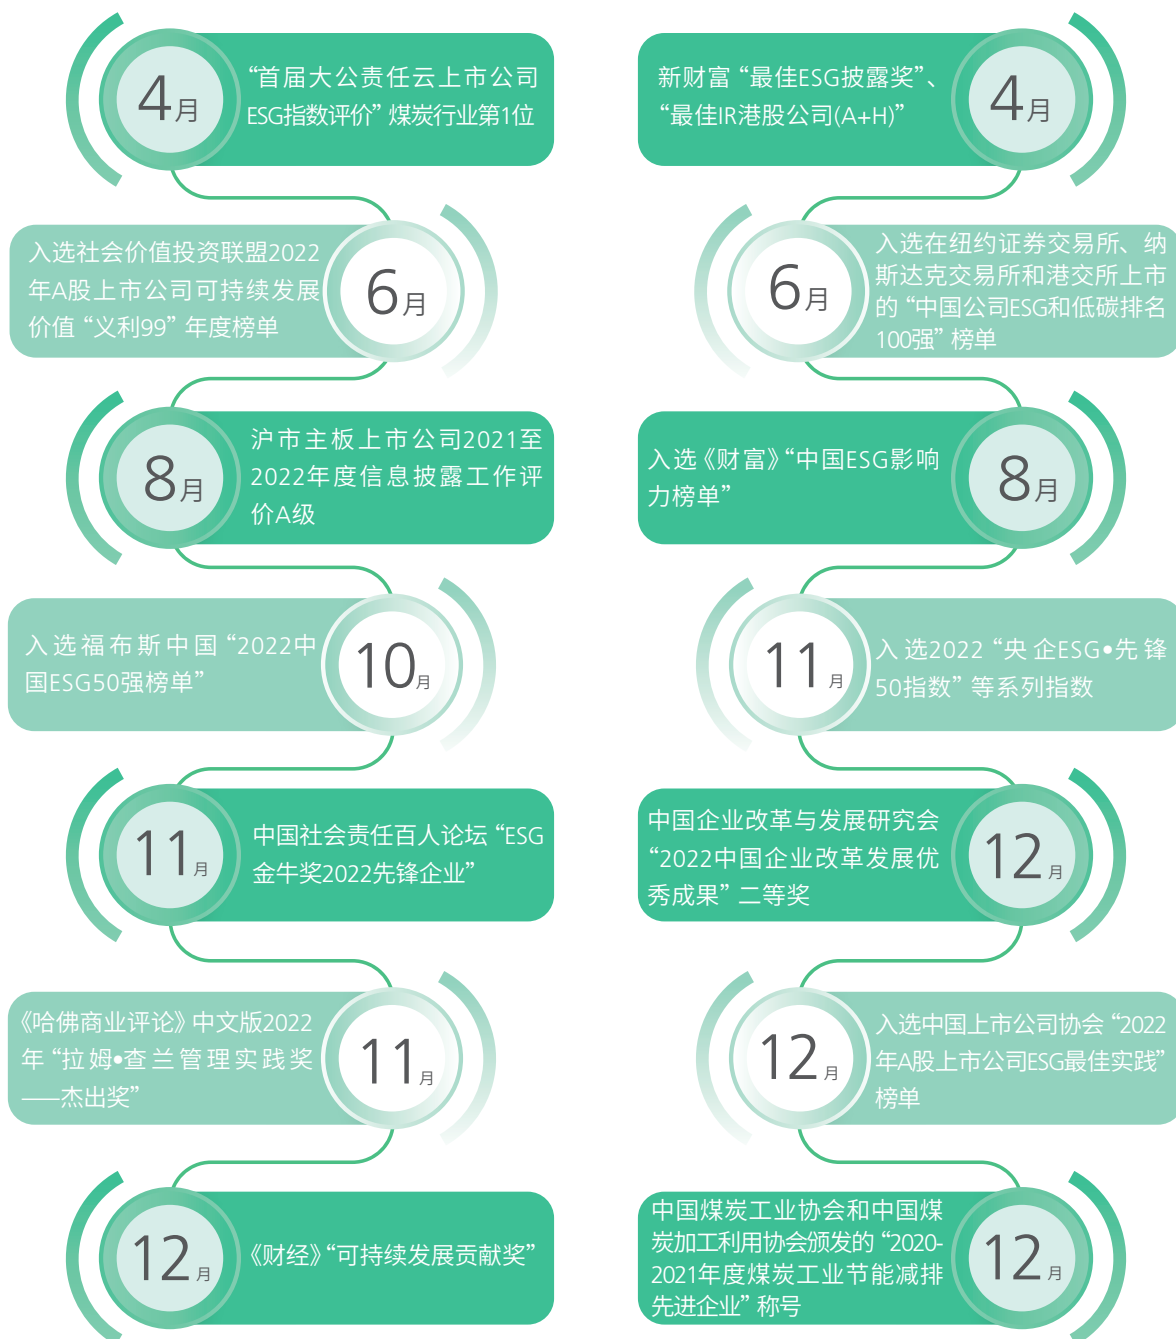 4月
“首届大公责任云上市公司
ESG指数评价”煤炭行业第1位
入选社会价值投资联盟2022
年A股上市公司可持续发展
价值“义利99”年度榜单
6月
8月
沪市主板上市公司2021至
2022年度信息披露工作评
价A级
入选福布斯中国“2022中
国ESG50强榜单”
10月
11月
中国社会责任百人论坛“ESG
金牛奖2022先锋企业”
《哈佛商业评论》中文版2022
年“拉姆•查兰管理实践奖
——杰出奖”
11月
12月
《财经》“可持续发展贡献奖”
新财富“最佳ESG披露奖”、
“最佳IR港股公司(A+H)”
4月
6月
入选在纽约证券交易所、纳
斯达克交易所和港交所上市
的“中国公司ESG和低碳排名
100强”榜单
入选《财富》“中国ESG影响
力榜单”
8月
11月
入选2022“央企ESG•先锋
50指数”等系列指数
中国企业改革与发展研究会
“2022中国企业改革发展优
秀成果”二等奖
12月
12月
入选中国上市公司协会“2022
年A股上市公司ESG最佳实践”
榜单
中国煤炭工业协会和中国煤
炭加工利用协会颁发的“2020-
2021年度煤炭工业节能减排
先进企业”称号
12月